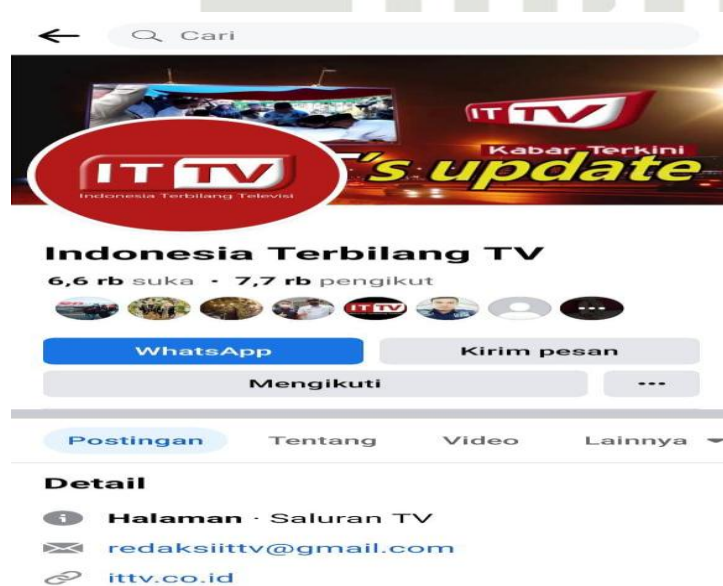 Cari
IT TV
Kabar Terkini
's update
IT TV
Indonesia Terbilang Televisi
Indonesia Terbilang TV
6,6 rb suka · 7,7 rb pengikut
IT TV
WhatsApp
Kirim pesan
Mengikuti
Postingan Tentang Video Lainnya
Detail
Halaman · Saluran TV
redaksiittv@gmail.com
ittv.co.id